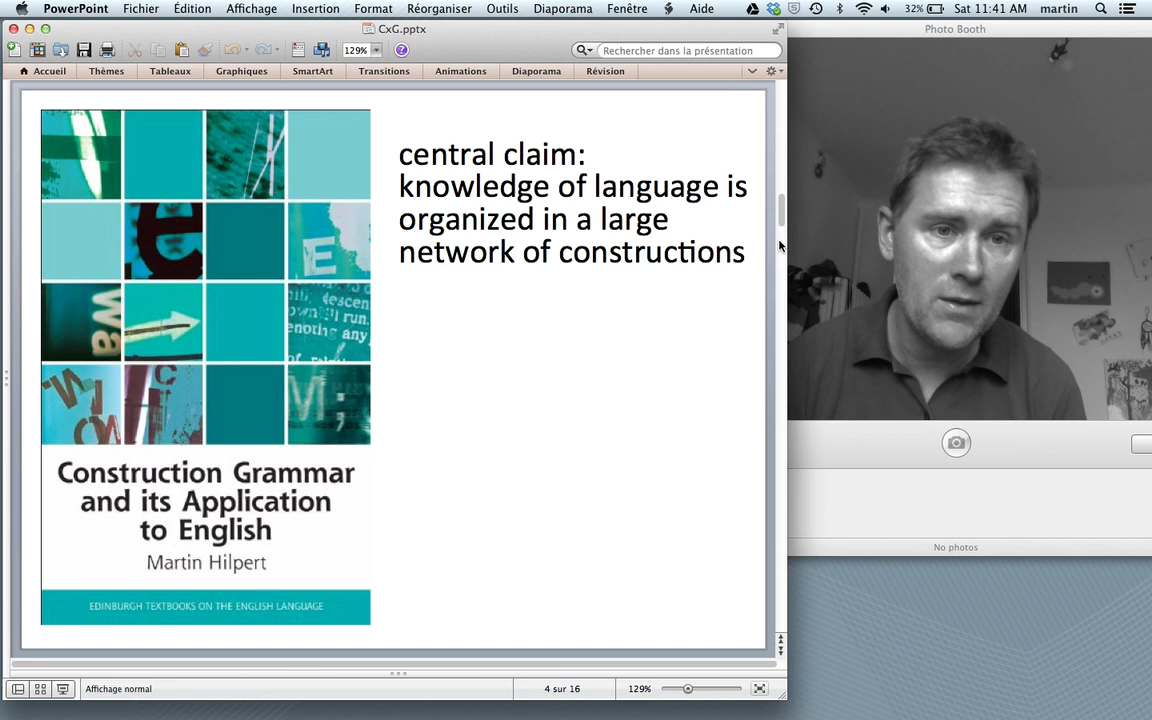 PowerPoint Fichier Édition Affichage Insertion Format Réorganiser Outils Diaporama Fenêtre Aide 32% Sat 11:41 AM martin
CxG.pptx
Photo Booth
129% Rechercher dans la présentation
Accueil Thèmes Tableaux Graphiques SmartArt Transitions Animations Diaporama Révision
central claim:
knowledge of language is
organized in a large
network of constructions
Construction Grammar
and its Application
to English
Martin Hilpert
EDINBURGH TEXTBOOKS ON THE ENGLISH LANGUAGE
No photos
Affichage normal 4 sur 16 129%